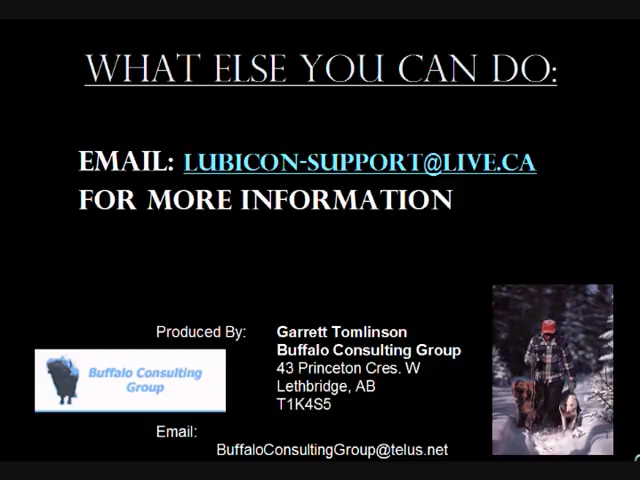 WHAT ELSE YOU CAN DO:
EMAIL: LUBICON-SUPPORT@LIVE.CA
FOR MORE INFORMATION
Produced By: Garrett Tomlinson
Buffalo Consulting Group
43 Princeton Cres. W
Lethbridge, AB
T1K4S5
Buffalo Consulting
Group
Email:
BuffaloConsultingGroup@telus.net